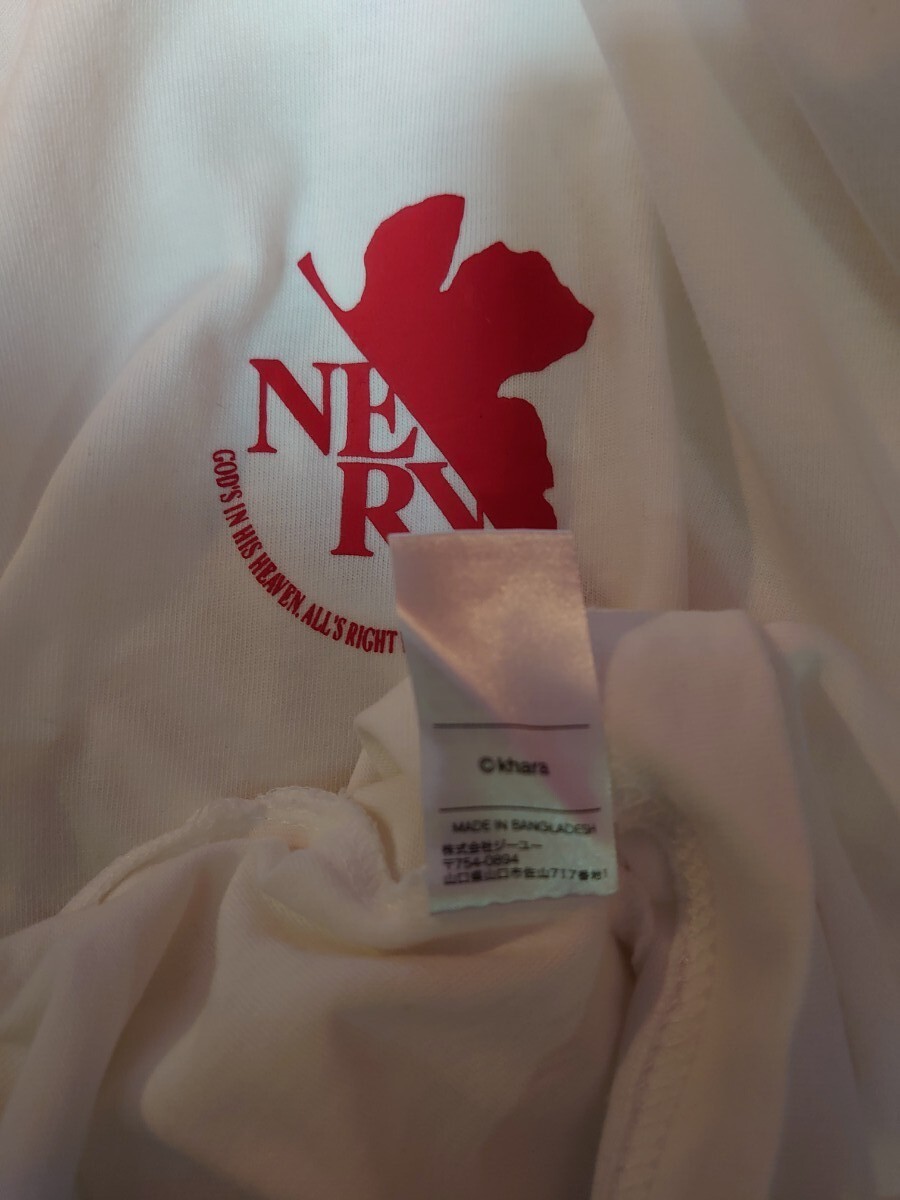 NE
RV
GOD'S IN HIS HEAVEN. ALL'S RIGHT
©khara
MADE IN BANGLADESH
株式会社ジーユー
〒754-0894
山口県山口市佐山717番地1